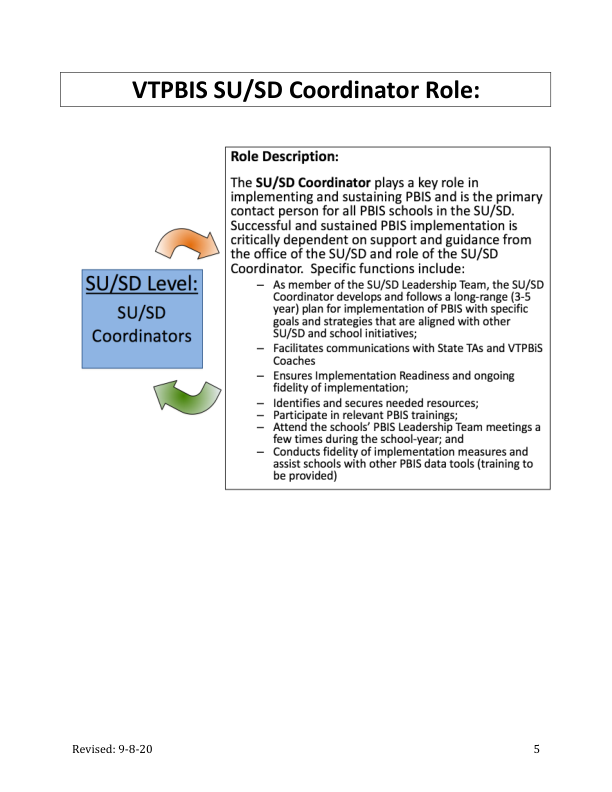 VTPBIS SU/SD Coordinator Role:
SU/SD Level:
SU/SD
Coordinators
Role Description:
The SU/SD Coordinator plays a key role in
implementing and sustaining PBIS and is the primary
contact person for all PBIS schools in the SU/SD.
Successful and sustained PBIS implementation is
critically dependent on support and guidance from
the office of the SU/SD and role of the SU/SD
Coordinator. Specific functions include:
– As member of the SU/SD Leadership Team, the SU/SD
Coordinator develops and follows a long-range (3-5
year) plan for implementation of PBIS with specific
goals and strategies that are aligned with other
SU/SD and school initiatives;
– Facilitates communications with State TAs and VTPBiS
Coaches
– Ensures Implementation Readiness and ongoing
fidelity of implementation;
– Identifies and secures needed resources;
– Participate in relevant PBIS trainings;
– Attend the schools’ PBIS Leadership Team meetings a
few times during the school-year; and
– Conducts fidelity of implementation measures and
assist schools with other PBIS data tools (training to
be provided)
Revised: 9-8-20
5